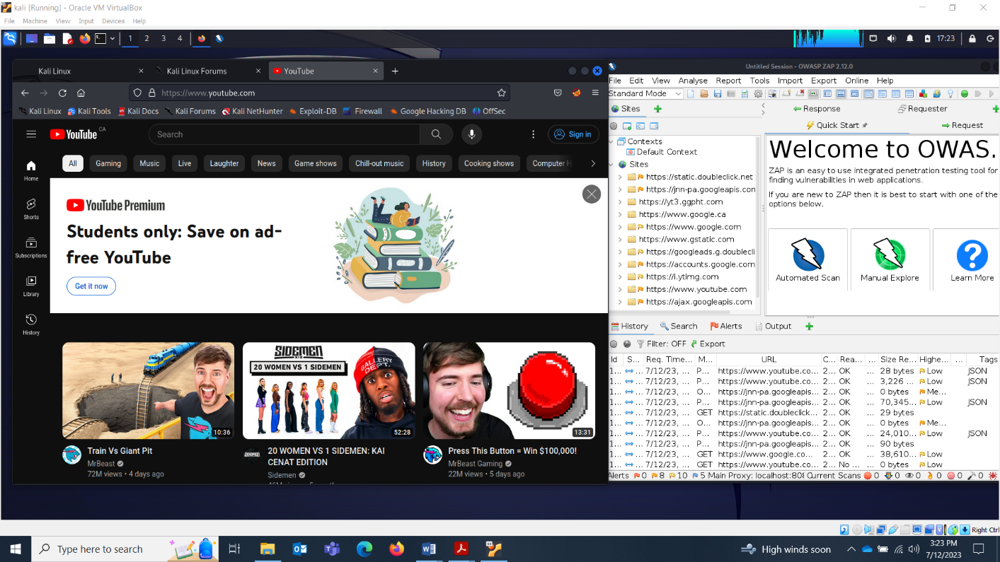 kali [Running] - Oracle VM VirtualBox
File Machine View Input Devices Help
1 2 3 4 17:23
Kali Linux Kali Linux Forums YouTube
https://www.youtube.com
Kali Linux Kali Tools Kali Docs Kali Forums Kali NetHunter Exploit-DB Firewall Google Hacking DB OffSec
YouTube CA Search Sign in
All Gaming Music Live Laughter News Game shows Chill-out music History Cooking shows Computer H
Home
Shorts
Subscriptions
Library
History
YouTube Premium
Students only: Save on ad-
free YouTube
Get it now
SIDEMEN
XIX
20 WOMEN VS 1 SIDEMEN
GALLERY
DEPT.
10:36 52:28 13:31
Train Vs Giant Pit
MrBeast
72M views • 4 days ago
20 WOMEN VS 1 SIDEMEN: KAI
CENAT EDITION
Sidemen
Press This Button = Win $100,000!
MrBeast Gaming
22M views • 5 days ago
Untitled Session - OWASP ZAP 2.12.0
File Edit View Analyse Report Tools Import Export Online Help
Standard Mode
Sites
Response Requester
Quick Start Request
Contexts
Default Context
Sites
https://static.doubleclick.net
https://jnn-pa.googleapis.con
https://yt3.ggpht.com
https://www.google.ca
https://www.google.com
https://www.gstatic.com
https://googleads.g.doublecli
https://accounts.google.com
https://i.ytimg.com
https://www.youtube.com
https://ajax.googleapis.com
Welcome to OWAS.
ZAP is an easy to use integrated penetration testing tool for
finding vulnerabilities in web applications.
If you are new to ZAP then it is best to start with one of the
options below.
Automated Scan Manual Explore Learn More
History Search Alerts Output
Filter: OFF Export
Id S... Req. Time... M... URL C... Rea... ... Size Re... Highe... ... Tags
1... ... 7/12/23, ... P... https://www.youtube.co... 2... OK ... 28 bytes Low JSON
1... ... 7/12/23, ... P... https://www.youtube.co... 2... OK ... 3,226 ... Low JSON
1... ... 7/12/23, ... O... https://jnn-pa.googleapis... 2... OK ... 0 bytes Me...
1... ... 7/12/23, ... P... https://jnn-pa.googleapis... 2... OK ... 70,345... Low JSON
1... ... 7/12/23, ... GET https://static.doubleclick... 2... OK ... 29 bytes
1... ... 7/12/23, ... O... https://jnn-pa.googleapis... 2... OK ... 0 bytes Me...
1... ... 7/12/23, ... P... https://www.youtube.co... 2... OK ... 24,010... Low JSON
1... ... 7/12/23, ... P... https://jnn-pa.googleapis... 2... OK ... 90 bytes
1... ... 7/12/23, ... GET https://www.google.co... 2... OK ... 38,610... Low
1... ... 7/12/23, ... GET https://www.youtube.co... 2... No ... ... 0 bytes Low
Alerts 0 8 10 5 Main Proxy: localhost:808 Current Scans 0 0 0 0 0 0
Right Ctrl
Type here to search High winds soon 3:23 PM
7/12/2023